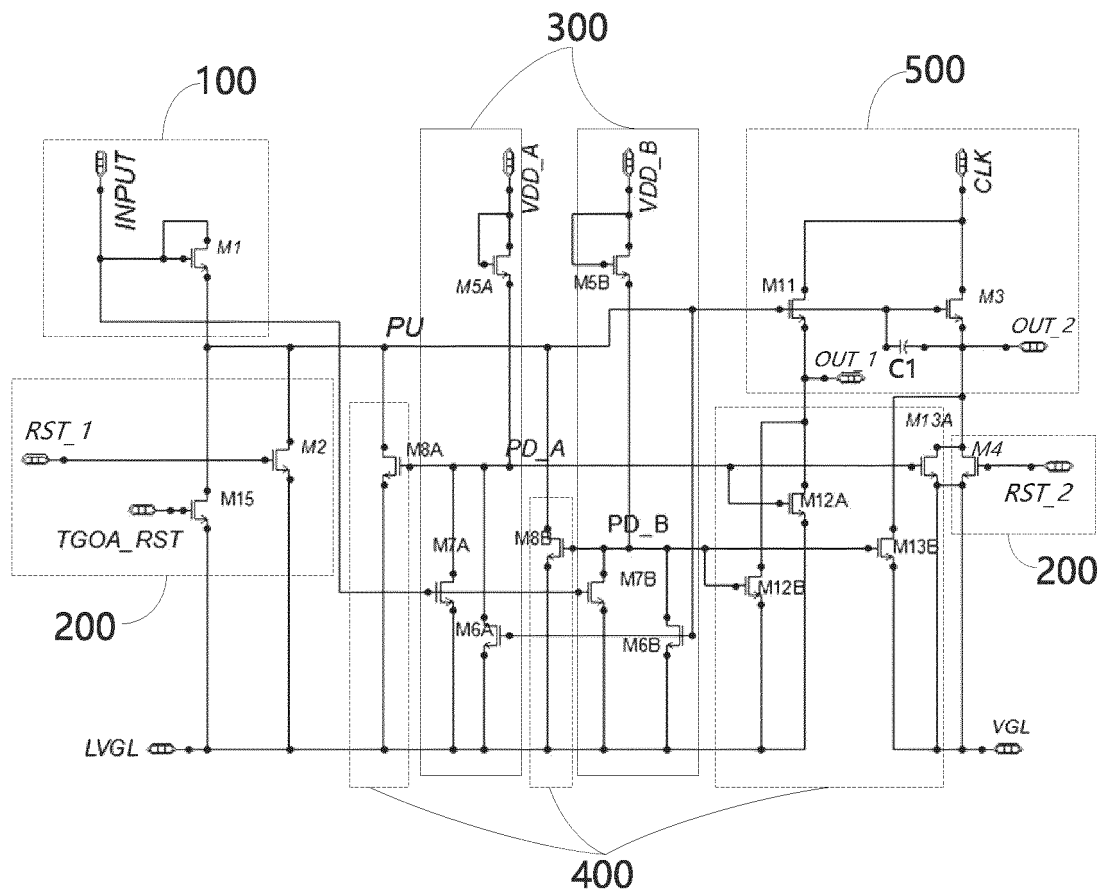 300
100
500
INPUT
VDD_A
VDD_B
CLK
M1
M5A
M5B
M11
M3
PU
OUT_2
OUT_1
C1
RST_1
M2
M8A
PD_A
M13A
M4
M15
M12A
RST_2
TGOA_RST
M8B
PD_B
M13B
M7A
M7B
M12B
200
200
M6A
M6B
LVGL
VGL
400